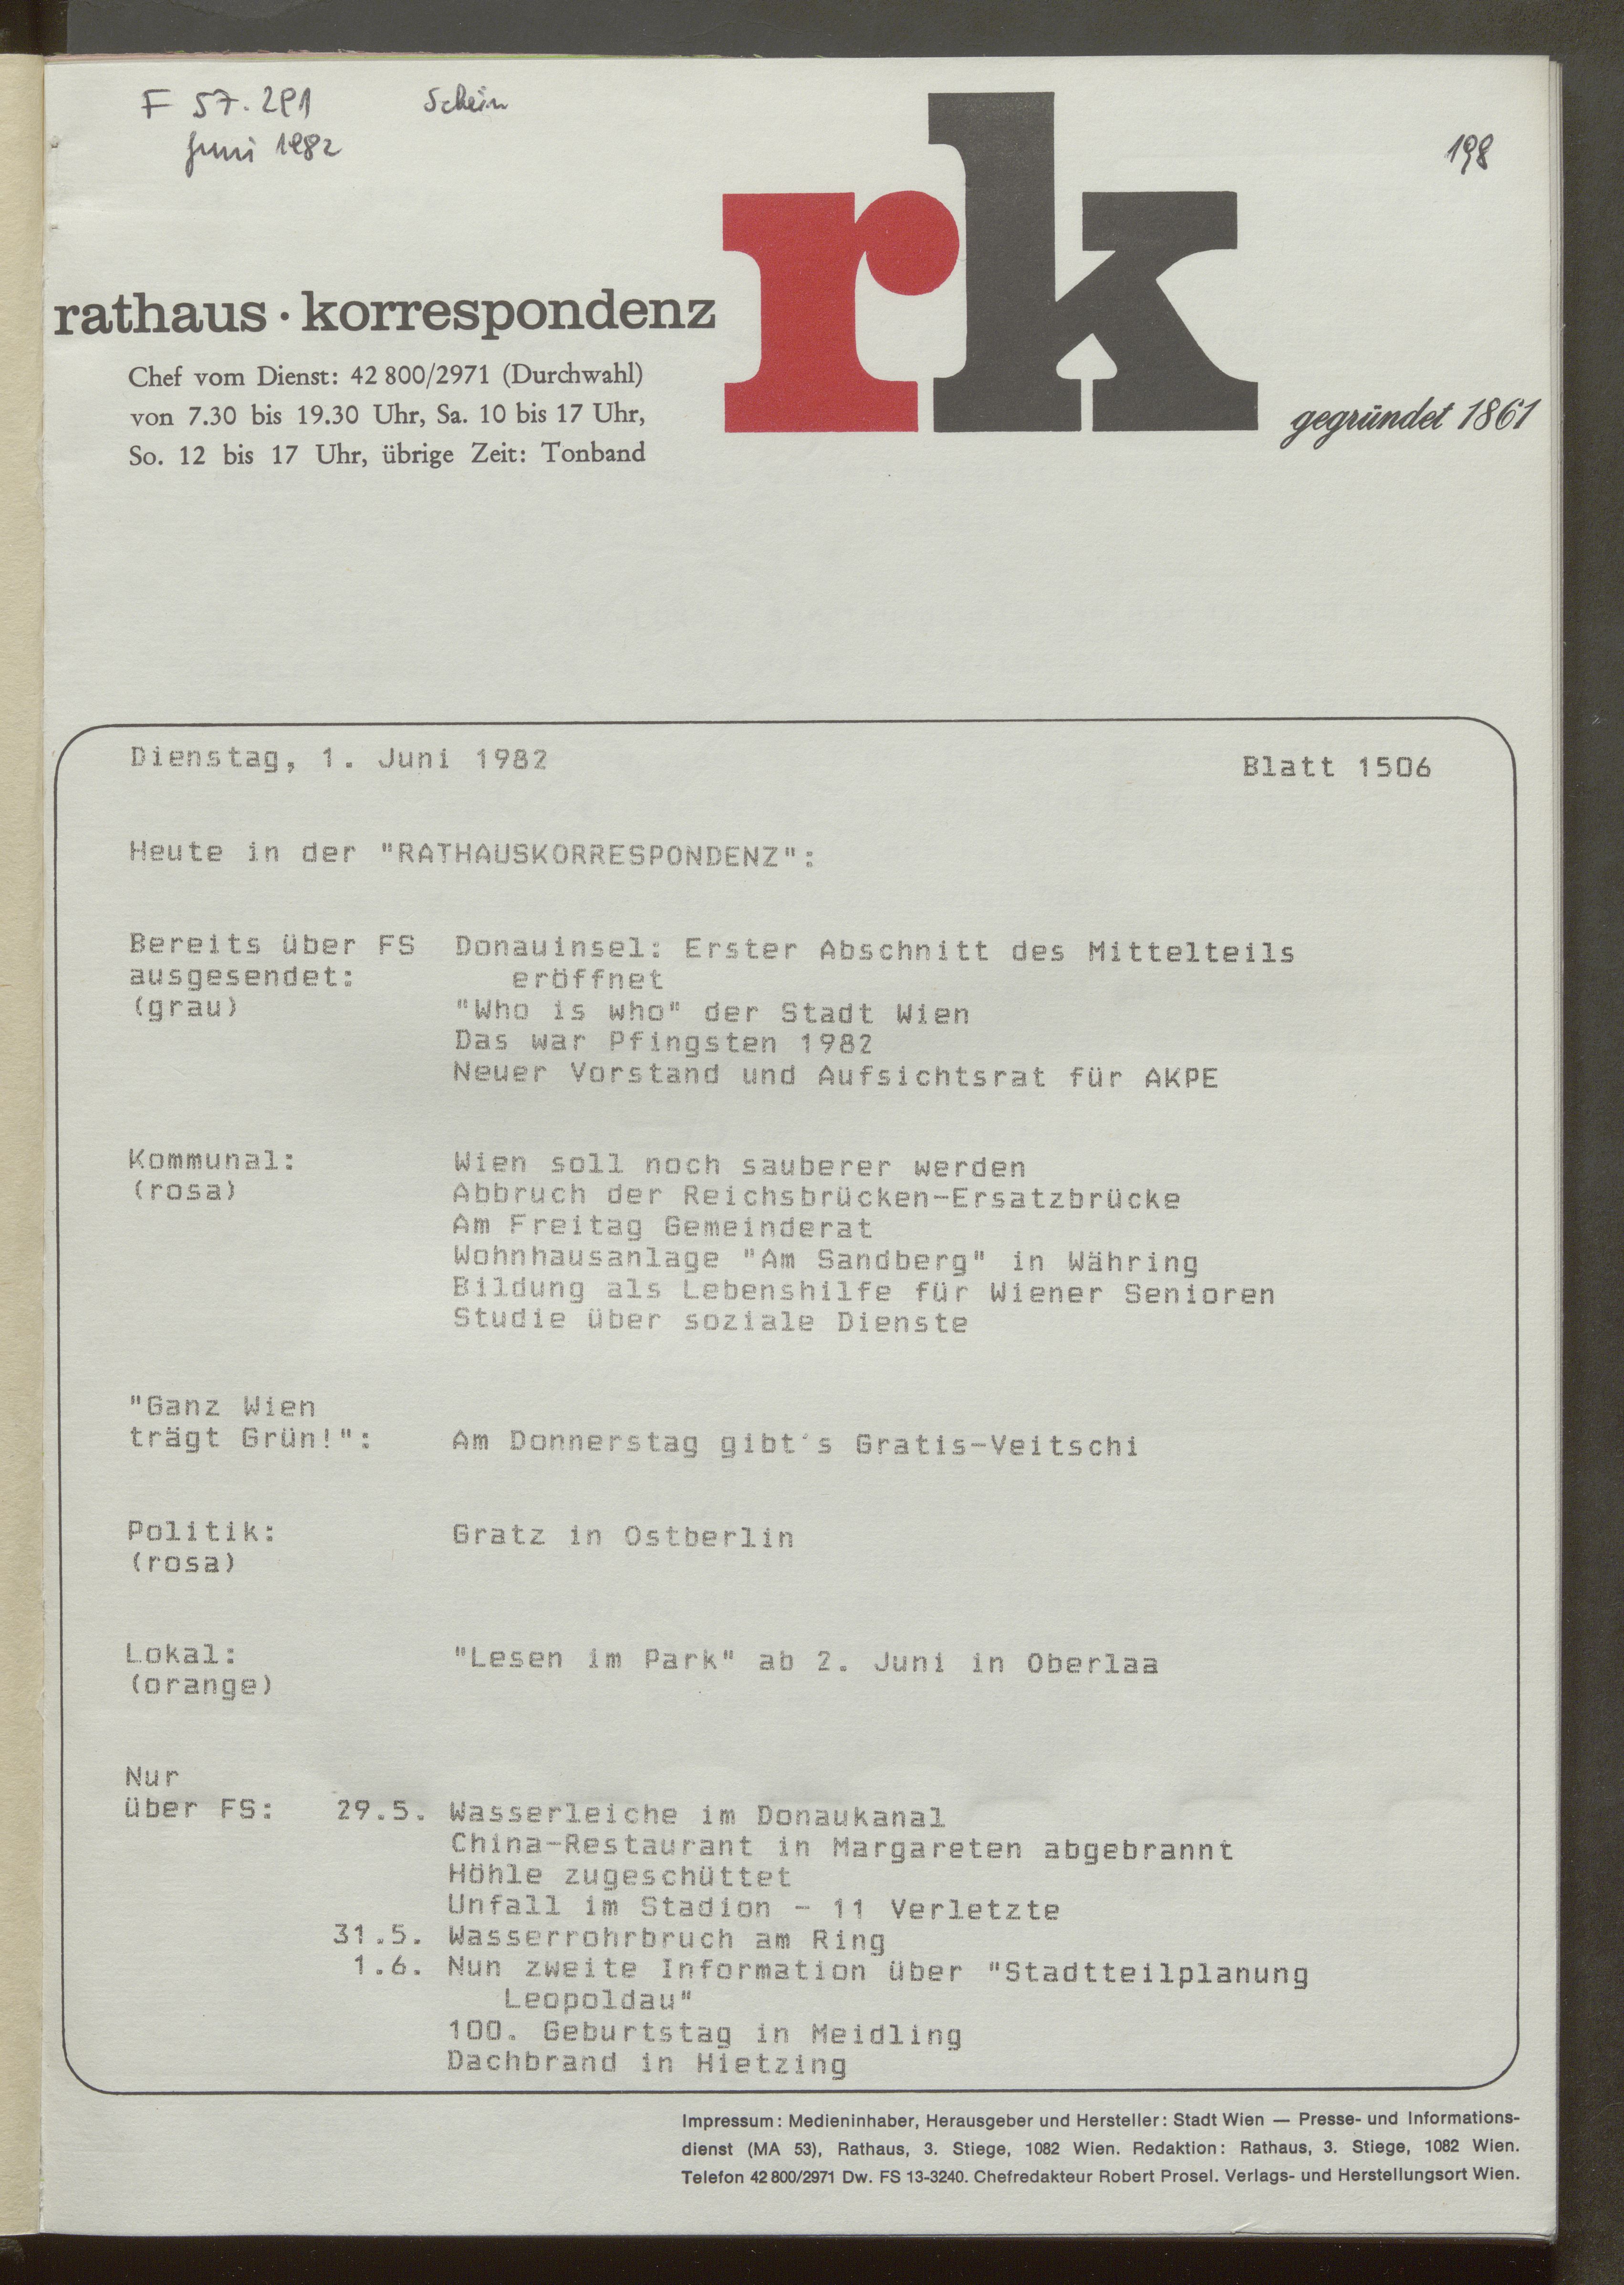 F 57.291 Schein
Juni 1982
198
rk
rathaus · korrespondenz
Chef vom Dienst: 42 800/2971 (Durchwahl)
von 7.30 bis 19.30 Uhr, Sa. 10 bis 17 Uhr,
So. 12 bis 17 Uhr, übrige Zeit: Tonband
gegründet 1861
Dienstag, 1. Juni 1982 Blatt 1506
Heute in der "RATHAUSKORRESPONDENZ":
Bereits über FS Donauinsel: Erster Abschnitt des Mittelteils
ausgesendet: eröffnet
(grau) "Who is who" der Stadt Wien
Das war Pfingsten 1982
Neuer Vorstand und Aufsichtsrat für AKPE
Kommunal: Wien soll noch sauberer werden
(rosa) Abbruch der Reichsbrücken-Ersatzbrücke
Am Freitag Gemeinderat
Wohnhausanlage "Am Sandberg" in Währing
Bildung als Lebenshilfe für Wiener Senioren
Studie über soziale Dienste
"Ganz Wien
trägt Grün!": Am Donnerstag gibt's Gratis-Veitschi
Politik: Gratz in Ostberlin
(rosa)
Lokal: "Lesen im Park" ab 2. Juni in Oberlaa
(orange)
Nur
über FS: 29.5. Wasserleiche im Donaukanal
China-Restaurant in Margareten abgebrannt
Höhle zugeschüttet
Unfall im Stadion - 11 Verletzte
31.5. Wasserrohrbruch am Ring
1.6. Nun zweite Information über "Stadtteilplanung
Leopoldau"
100. Geburtstag in Meidling
Dachbrand in Hietzing
Impressum: Medieninhaber, Herausgeber und Hersteller: Stadt Wien — Presse- und Informations-
dienst (MA 53), Rathaus, 3. Stiege, 1082 Wien. Redaktion: Rathaus, 3. Stiege, 1082 Wien.
Telefon 42 800/2971 Dw. FS 13-3240. Chefredakteur Robert Prosel. Verlags- und Herstellungsort Wien.